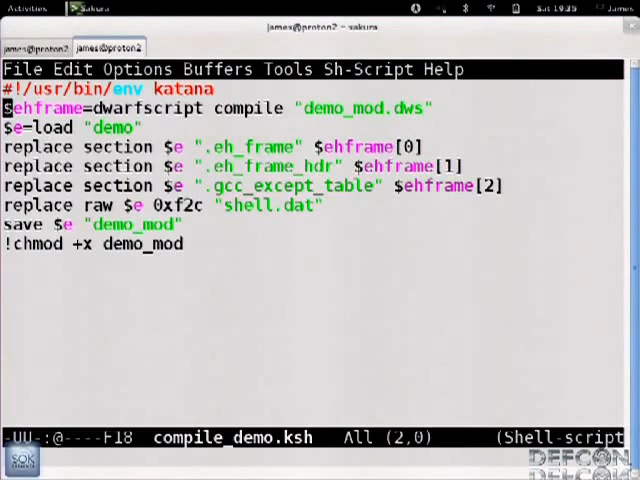 Activities Sakura Sat 19:35 James
james@proton2 ~ sakura
james@proton2 james@proton2
File Edit Options Buffers Tools Sh-Script Help
#!/usr/bin/env katana
$ehframe=dwarfscript compile "demo_mod.dws"
$e=load "demo"
replace section $e ".eh_frame" $ehframe[0]
replace section $e ".eh_frame_hdr" $ehframe[1]
replace section $e ".gcc_except_table" $ehframe[2]
replace raw $e 0xf2c "shell.dat"
save $e "demo_mod"
!chmod +x demo_mod
-UU-:@----F18 compile_demo.ksh All (2,0) (Shell-script
SOK
DEFCON